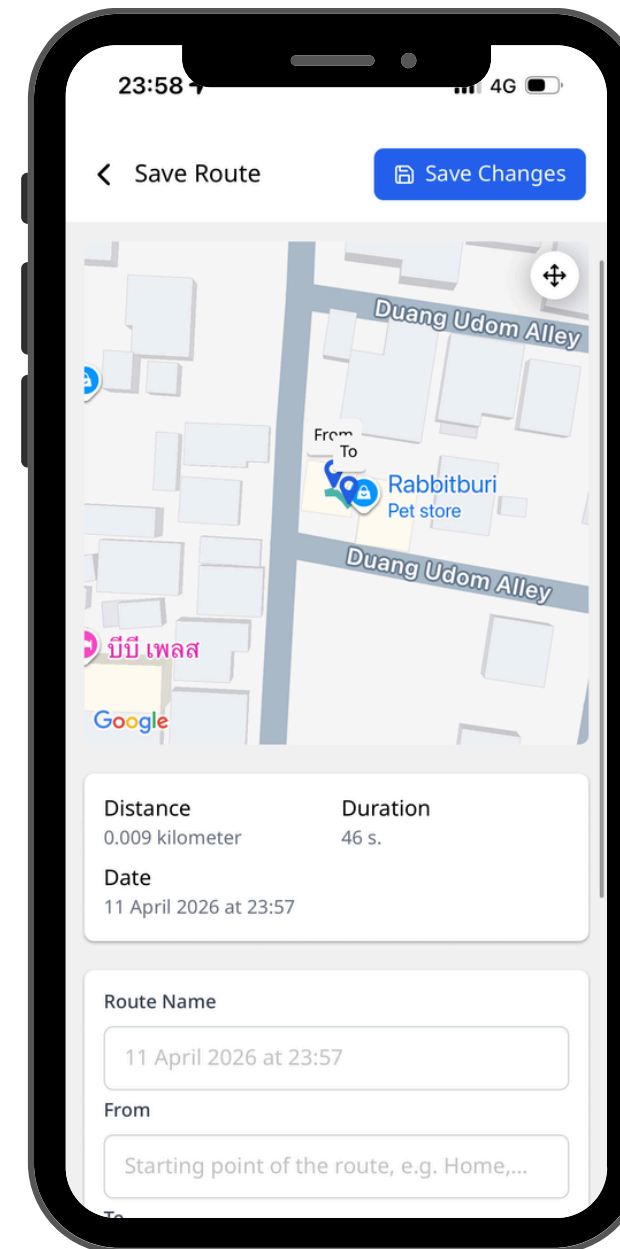 23:58
4G
Save Route
Save Changes
Duang Udom Alley
From
To
Rabbitburi
Pet store
Duang Udom Alley
บีบี เพลส
Google
Distance
Duration
0.009 kilometer
46 s.
Date
11 April 2026 at 23:57
Route Name
11 April 2026 at 23:57
From
Starting point of the route, e.g. Home,...
To